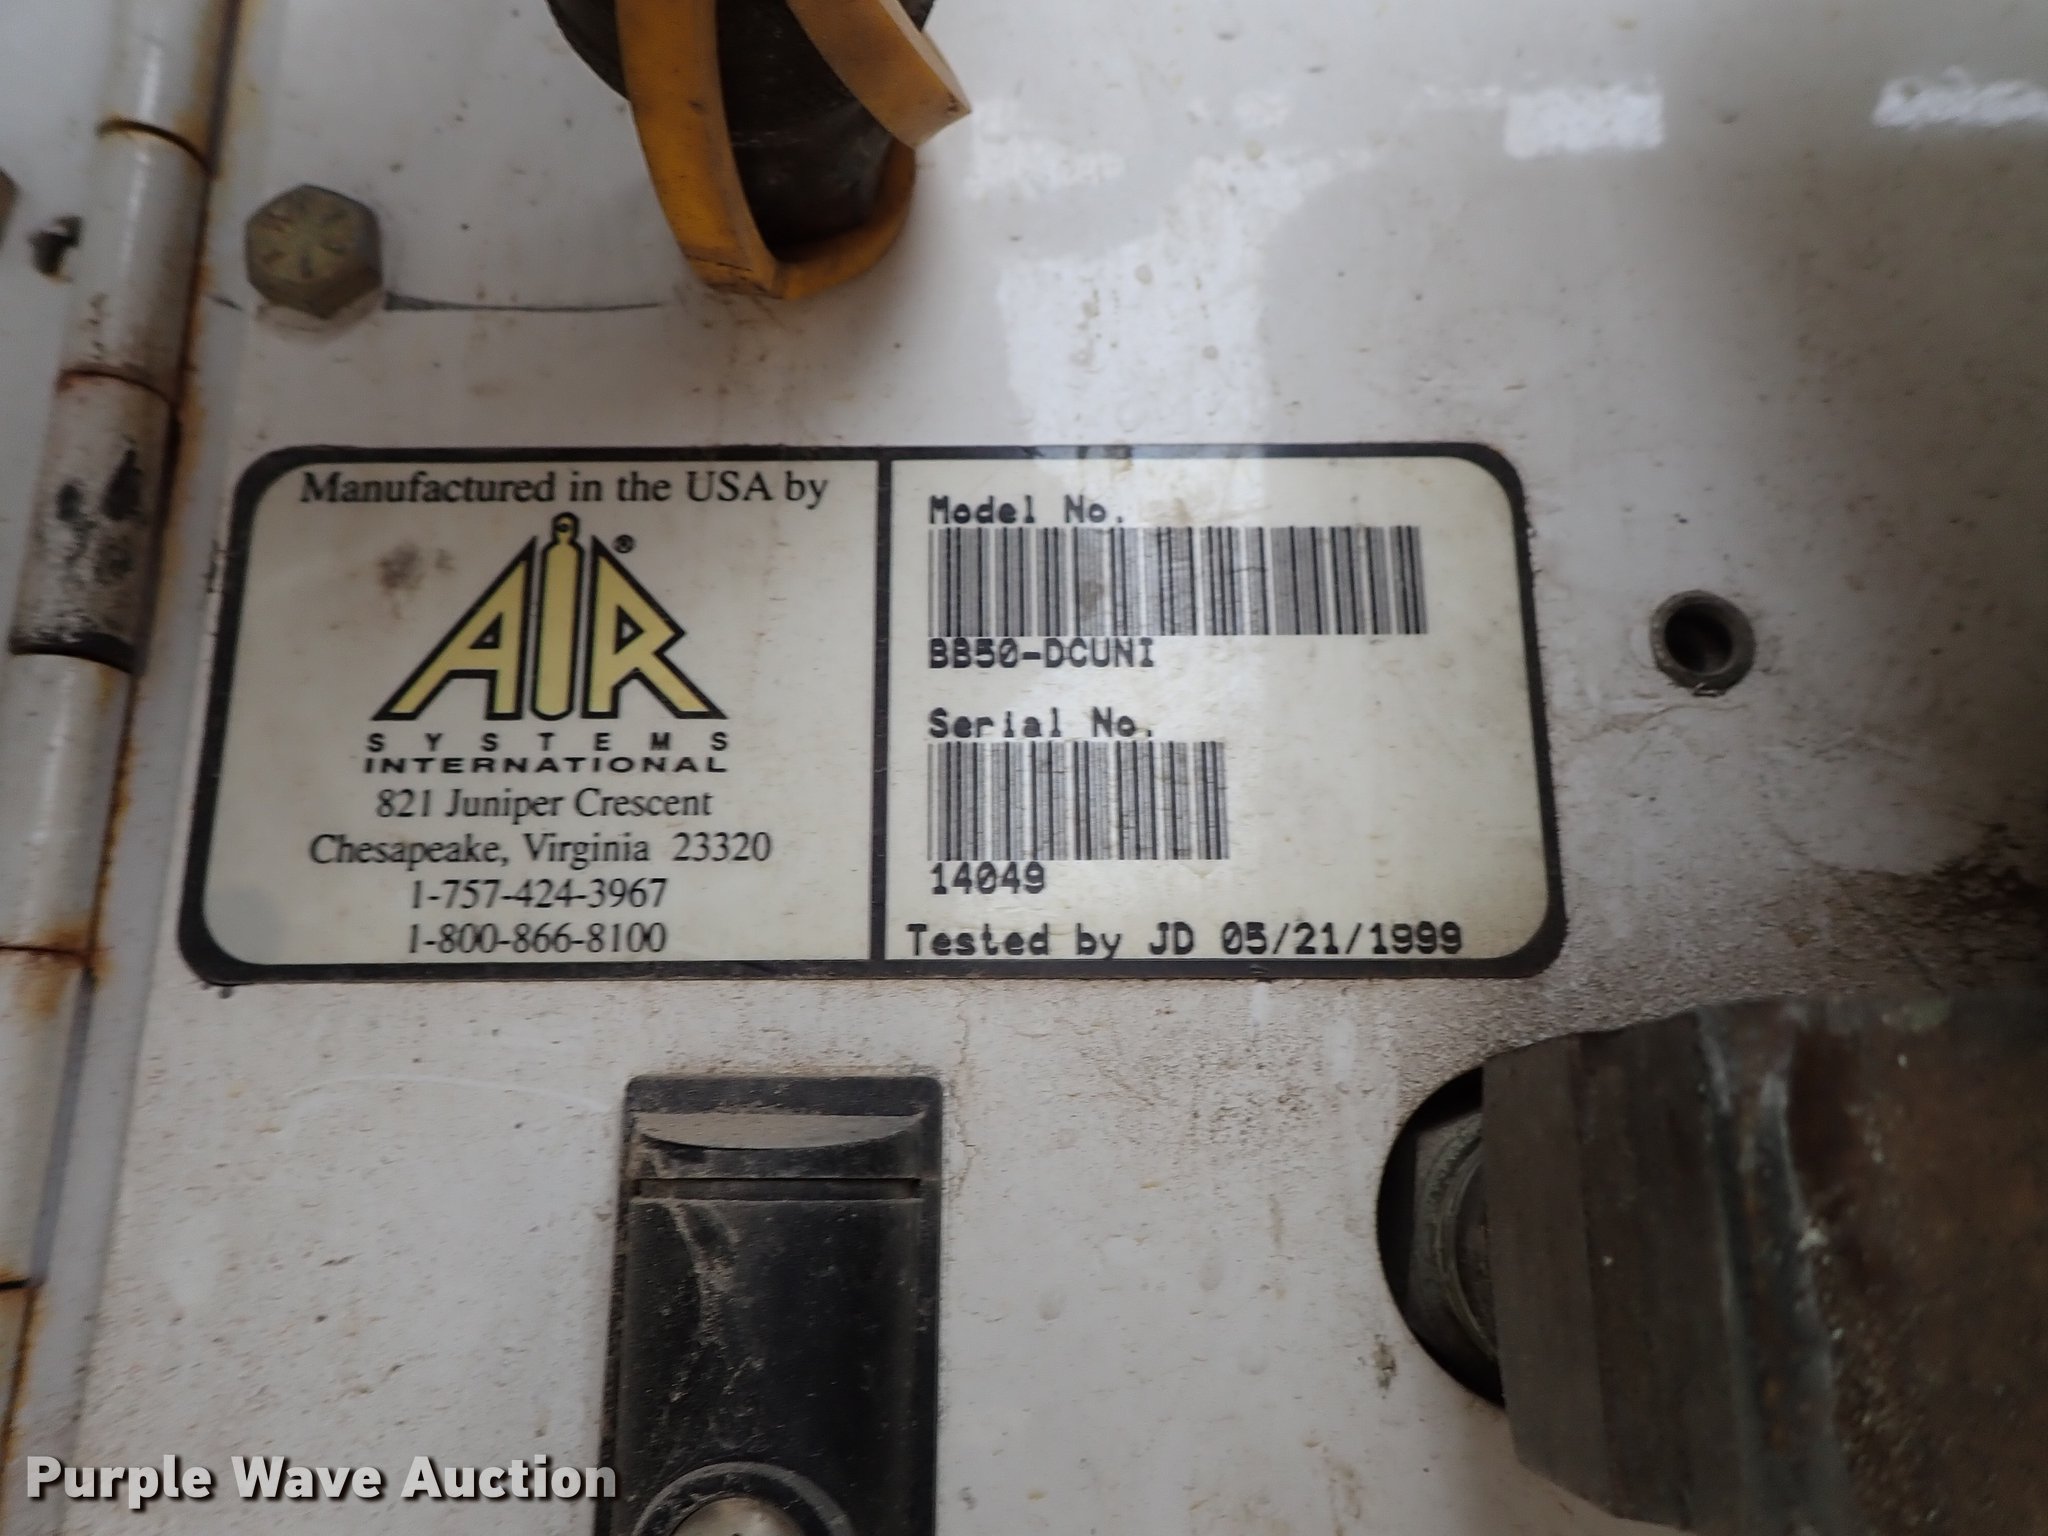 Manufactured in the USA by
AIR®
SYSTEMS
INTERNATIONAL
821 Juniper Crescent
Chesapeake, Virginia 23320
1-757-424-3967
1-800-866-8100
Model No.
BB50-DCUNI
Serial No.
14049
Tested by JD 05/21/1999
Purple Wave Auction